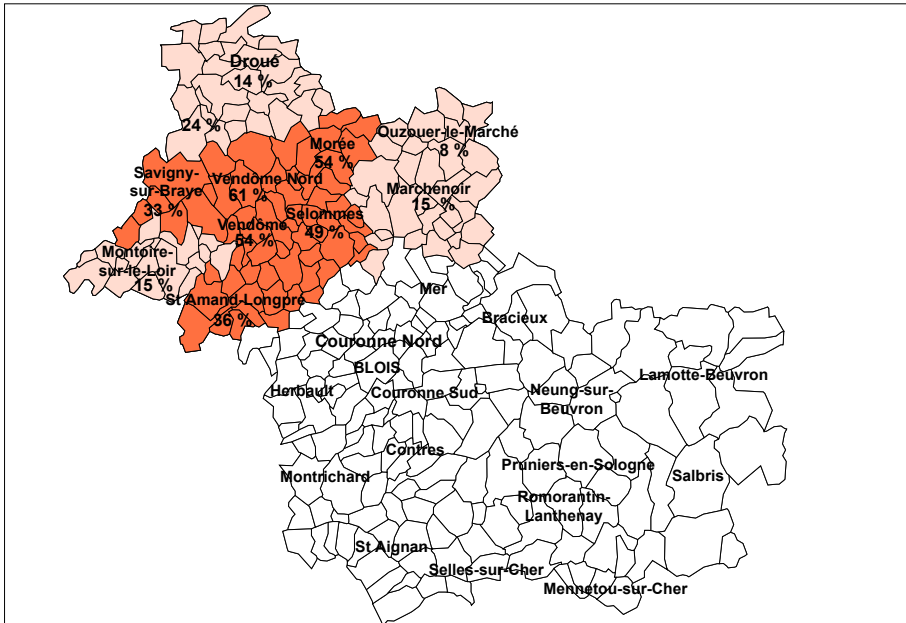 Droué
14 %
24 %
Ouzouer-le-Marché
8 %
Morée
54 %
Savigny-
sur-Braye
33 %
Vendôme Nord
61 %
Marchenoir
15 %
Selommes
49 %
Vendôme
54 %
Montoire-
sur-le-Loir
15 %
St Amand-Longpré
36 %
Mer
Bracieux
Couronne Nord
BLOIS
Herbault
Couronne Sud
Neung-sur-
Beuvron
Lamotte-Beuvron
Contres
Montrichard
Pruniers-en-Sologne
Salbris
Romorantin-
Lanthenay
St Aignan
Selles-sur-Cher
Mennetou-sur-Cher